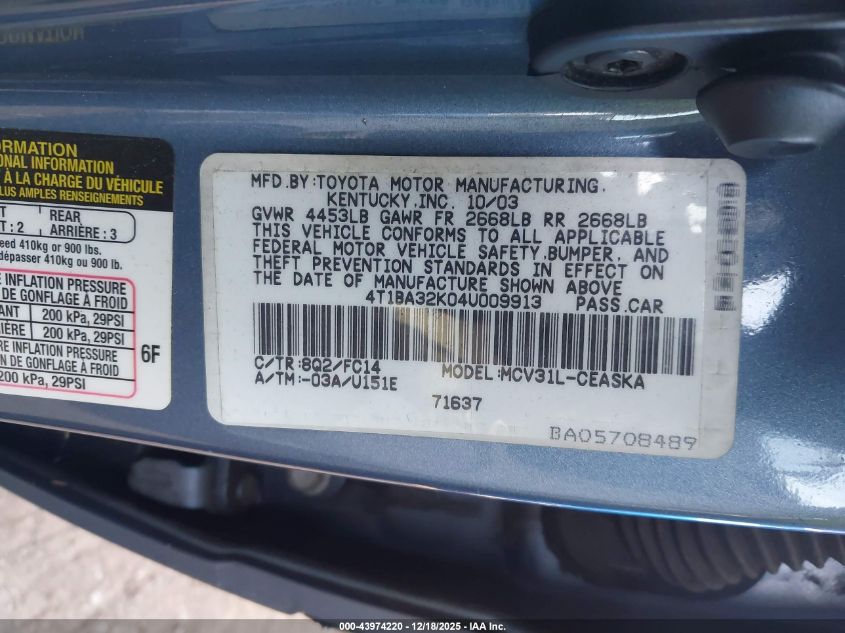 ORMATION
ONAL INFORMATION
À LA CHARGE DU VÉHICULE
PLUS AMPLES RENSEIGNEMENTS
REAR
: 2 ARRIÈRE : 3
eed 410kg or 900 lbs.
dépasser 410kg ou 900 lb.
E INFLATION PRESSURE
N DE GONFLAGE À FROID
200 kPa, 29PSI
200 kPa, 29PSI
E INFLATION PRESSURE
DE GONFLAGE À FROID
200 kPa, 29PSI
6F
MFD.BY:TOYOTA MOTOR MANUFACTURING,
KENTUCKY,INC. 10/03
GVWR 4453LB GAWR FR 2668LB RR 2668LB
THIS VEHICLE CONFORMS TO ALL APPLICABLE
FEDERAL MOTOR VEHICLE SAFETY,BUMPER, AND
THEFT PREVENTION STANDARDS IN EFFECT ON
THE DATE OF MANUFACTURE SHOWN ABOVE
4T1BA32K04U009913 PASS.CAR
C/TR:8Q2/FC14 MODEL:MCV31L-CEASKA
A/TM:-03A/U151E
71637
BA05708489
000-43974220 - 12/18/2025 - IAA Inc.